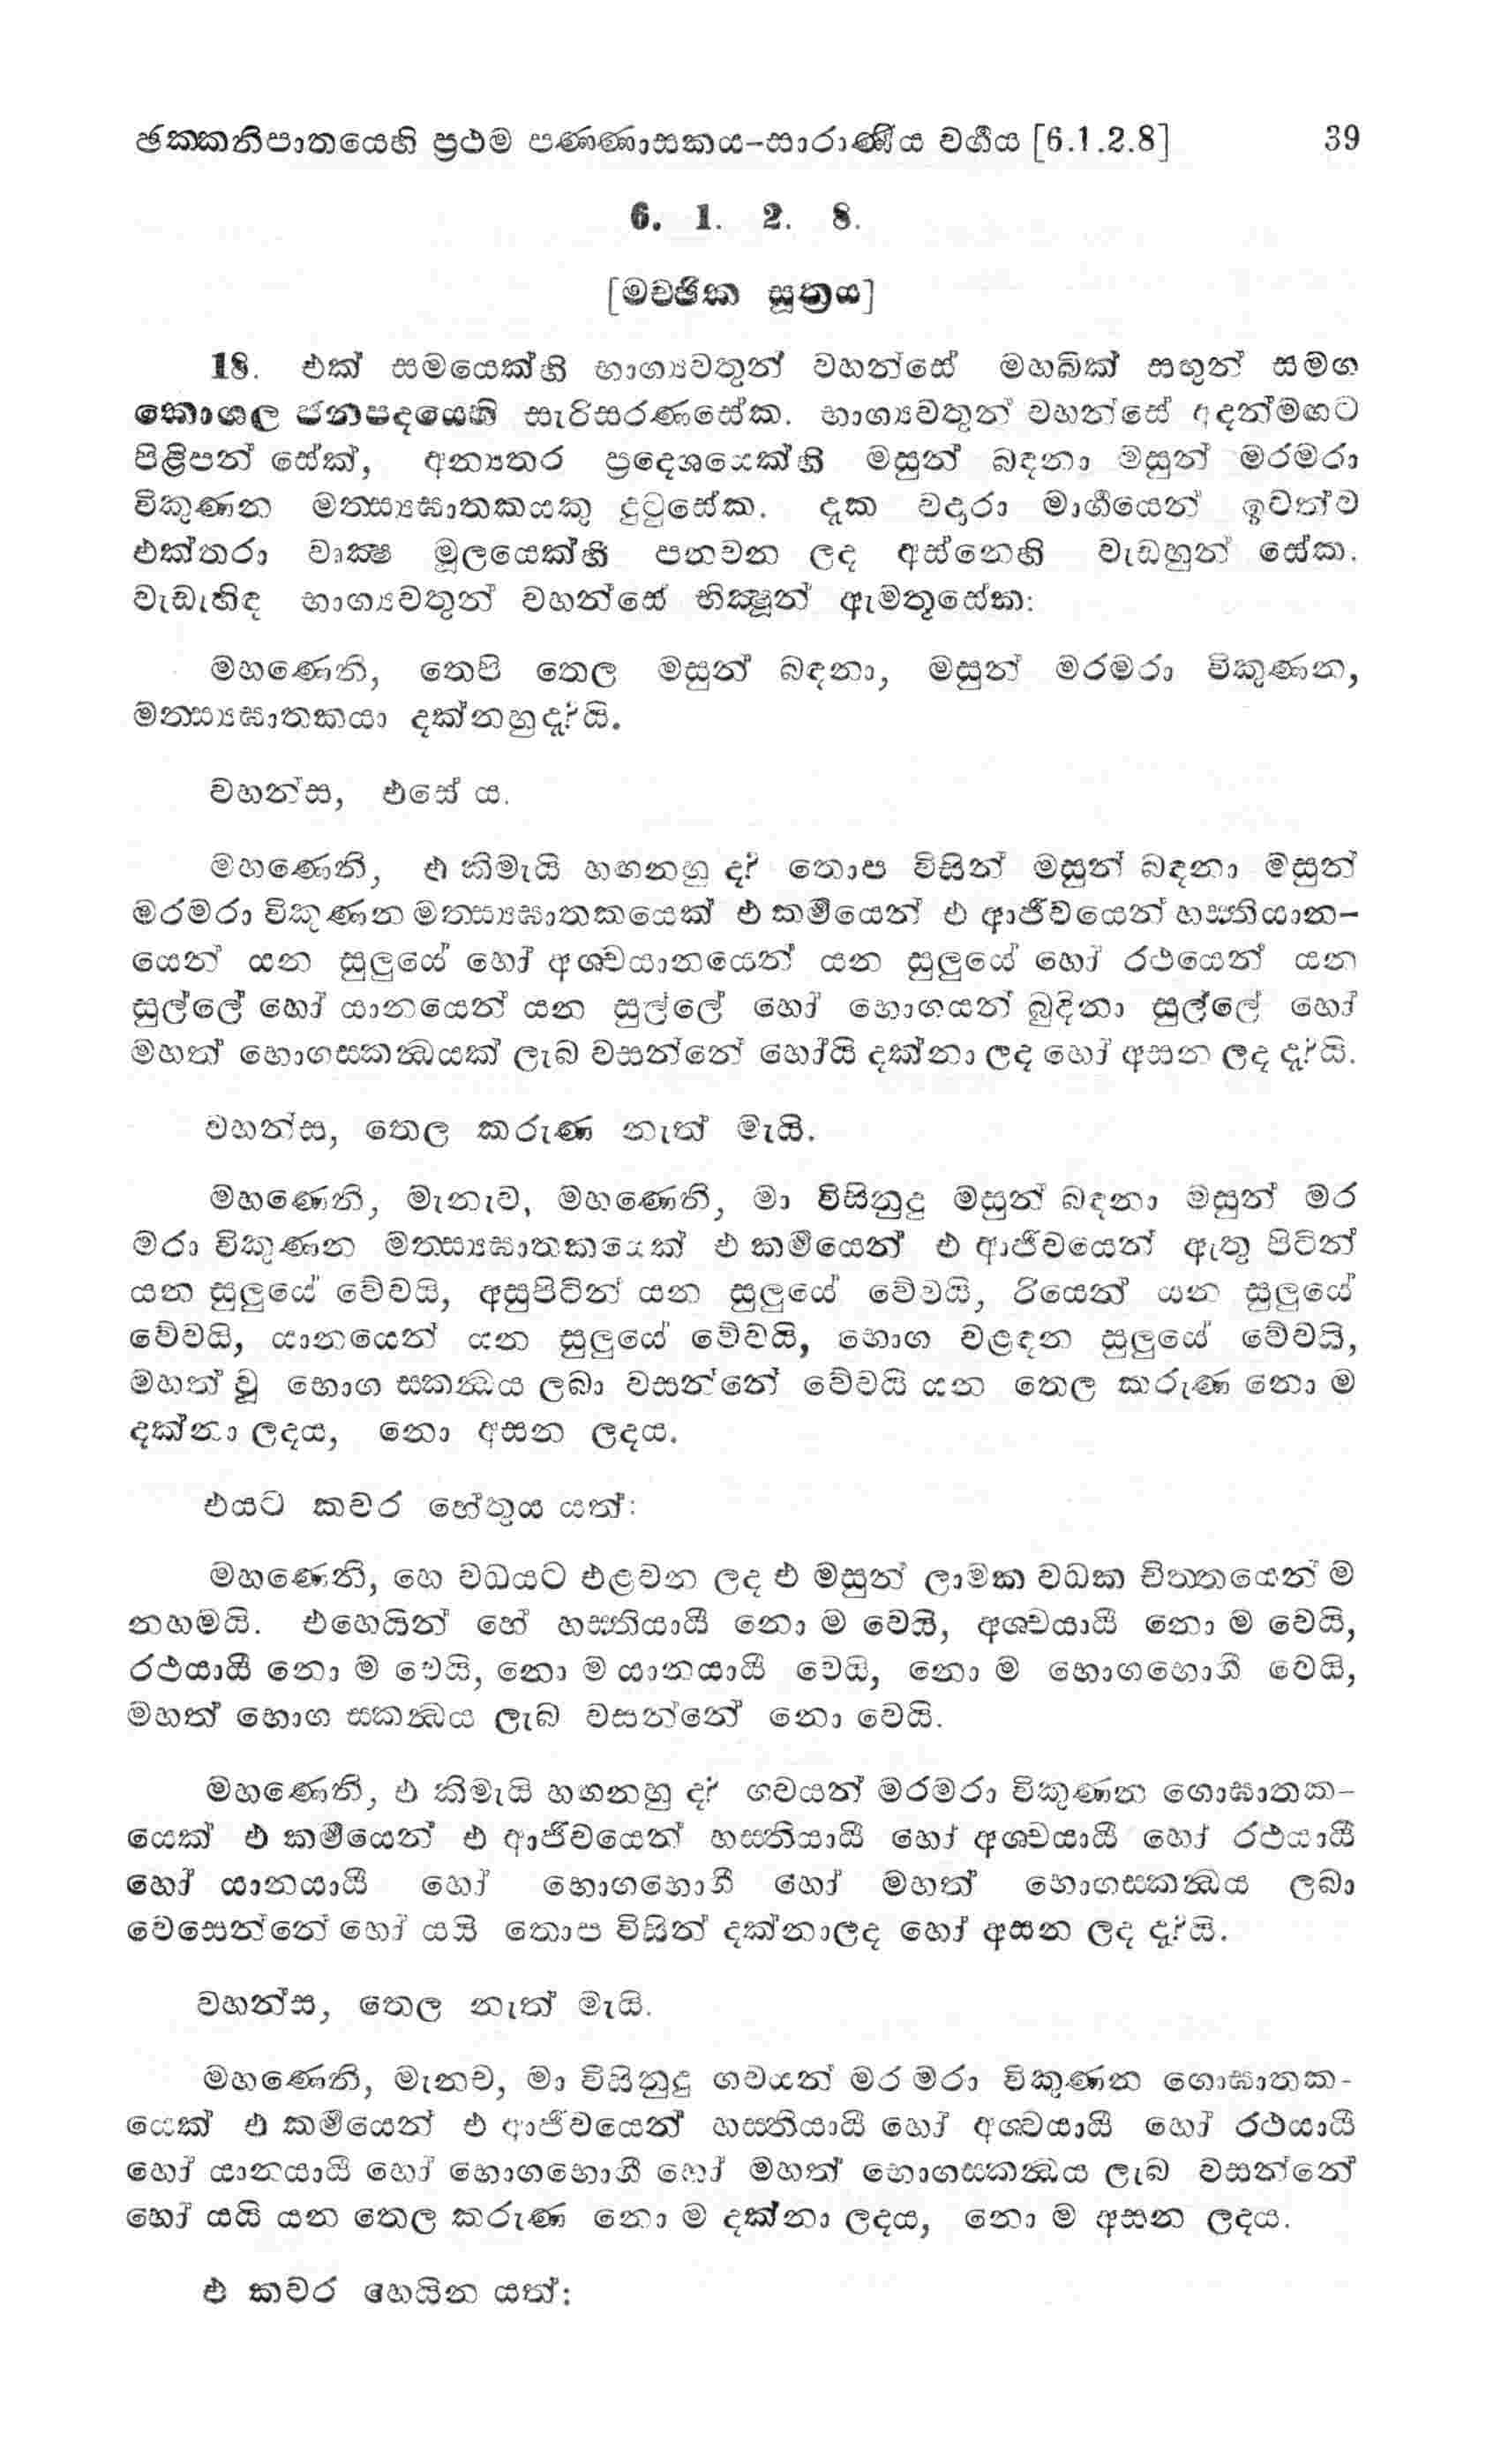 ඡක්කනිපාතයෙහි ප්‍රථම පණ්ණාසකය-සාරාණීය වර්ගය [6.1.2.8] 39
6. 1. 2. 8.
[මච්ඡික සූත්‍රය]
18. එක් සමයෙක්හි භාග්‍යවතුන් වහන්සේ මහබික් සඟුන් සමග
කොශල ජනපදයෙහි සැරිසරණසේක. භාග්‍යවතුන් වහන්සේ අදන්මඟට
පිළිපන් සේක්, අන්‍යතර ප්‍රදෙශයෙක්හි මසුන් බඳනා මසුන් මරමරා
විකුණන මත්ස්‍යඝාතකයකු දුටුසේක. දැක වදාරා මාර්ගයෙන් ඉවත්ව
එක්තරා වෘක්‍ෂ මූලයෙක්හී පනවන ලද අස්නෙහි වැඩහුන් සේක.
වැඩැහිඳ භාග්‍යවතුන් වහන්සේ භික්‍ෂූන් ඇමතූසේක:
මහණෙනි, තෙපි තෙල මසුන් බඳනා, මසුන් මරමරා විකුණන,
මත්ස්‍යඝාතකයා දක්නහුදැ?යි.
වහන්ස, එසේ ය.
මහණෙනි, එ කිමැයි හඟනහු ද? තොප විසින් මසුන් බඳනා මසුන්
මරමරා විකුණන මත්ස්‍යඝාතකයෙක් එ කර්මයෙන් එ ආජීවයෙන් හස්තියාන-
යෙන් යන සුලුයේ හෝ අශ්වයානයෙන් යන සුලුයේ හෝ රථයෙන් යන
සුල්ලේ හෝ යානයෙන් යන සුල්ලේ හෝ භොගයන් බුදිනා සුල්ලේ හෝ
මහත් භොගස්කන්‍ධයක් ලැබ වසන්නේ හෝයි දක්නා ලද හෝ අසන ලද දැ?යි.
වහන්ස, තෙල කරුණ නැත් මැයි.
මහණෙනි, මැනැව, මහණෙනි, මා විසිනුදු මසුන් බඳනා මසුන් මර
මරා විකුණන මත්ස්‍යඝාතකයෙක් එ කර්මයෙන් එ ආජීවයෙන් ඇතු පිටින්
යන සුලුයේ වේවයි, අසුපිටින් යන සුලුයේ වේවයි, රියෙන් යන සුලුයේ
වේවයි, යානයෙන් යන සුලුයේ වේවයි, භොග වළඳන සුලුයේ වේවයි,
මහත් වූ භොග ස්කන්‍ධය ලබා වසන්නේ වේවයි යන තෙල කරුණ නො ම
දක්නා ලදය, නො අසන ලදය.
එයට කවර හේතුය යත්:
මහණෙනි, හෙ වධයට එළවන ලද එ මසුන් ලාමක වධක චිත්තයෙන් ම
නහමයි. එහෙයින් හේ හස්තියායී නො ම වෙයි, අශ්වයායී නො ම වෙයි,
රථයායී නො ම වෙයි, නො ම යානයායී වෙයි, නො ම භොගභොගී වෙයි,
මහත් භොග ස්කන්‍ධය ලැබ වසන්නේ නො වෙයි.
මහණෙනි, එ කිමැයි හඟනහු ද? ගවයන් මරමරා විකුණන ගොඝාතක-
යෙක් එ කර්මයෙන් එ ආජීවයෙන් හස්තියායී හෝ අශ්වයායී හෝ රථයායී
හෝ යානයායී හෝ භොගභොගී හෝ මහත් භොගස්කන්‍ධය ලබා
වෙසෙන්නේ හෝ යයි තොප විසින් දක්නාලද හෝ අසන ලද දැ?යි.
වහන්ස, තෙල නැත් මැයි.
මහණෙනි, මැනව, මා විසිනුදු ගවයන් මර මරා විකුණන ගොඝාතක-
යෙක් එ කර්මයෙන් එ ආජීවයෙන් හස්තියායී හෝ අශ්වයායී හෝ රථයායී
හෝ යානයායී හෝ භොගභොගී හෝ මහත් භොගස්කන්‍ධය ලැබ වසන්නේ
හෝ යයි යන තෙල කරුණ නො ම දක්නා ලදය, නො ම අසන ලදය.
එ කවර හෙයින යත්: